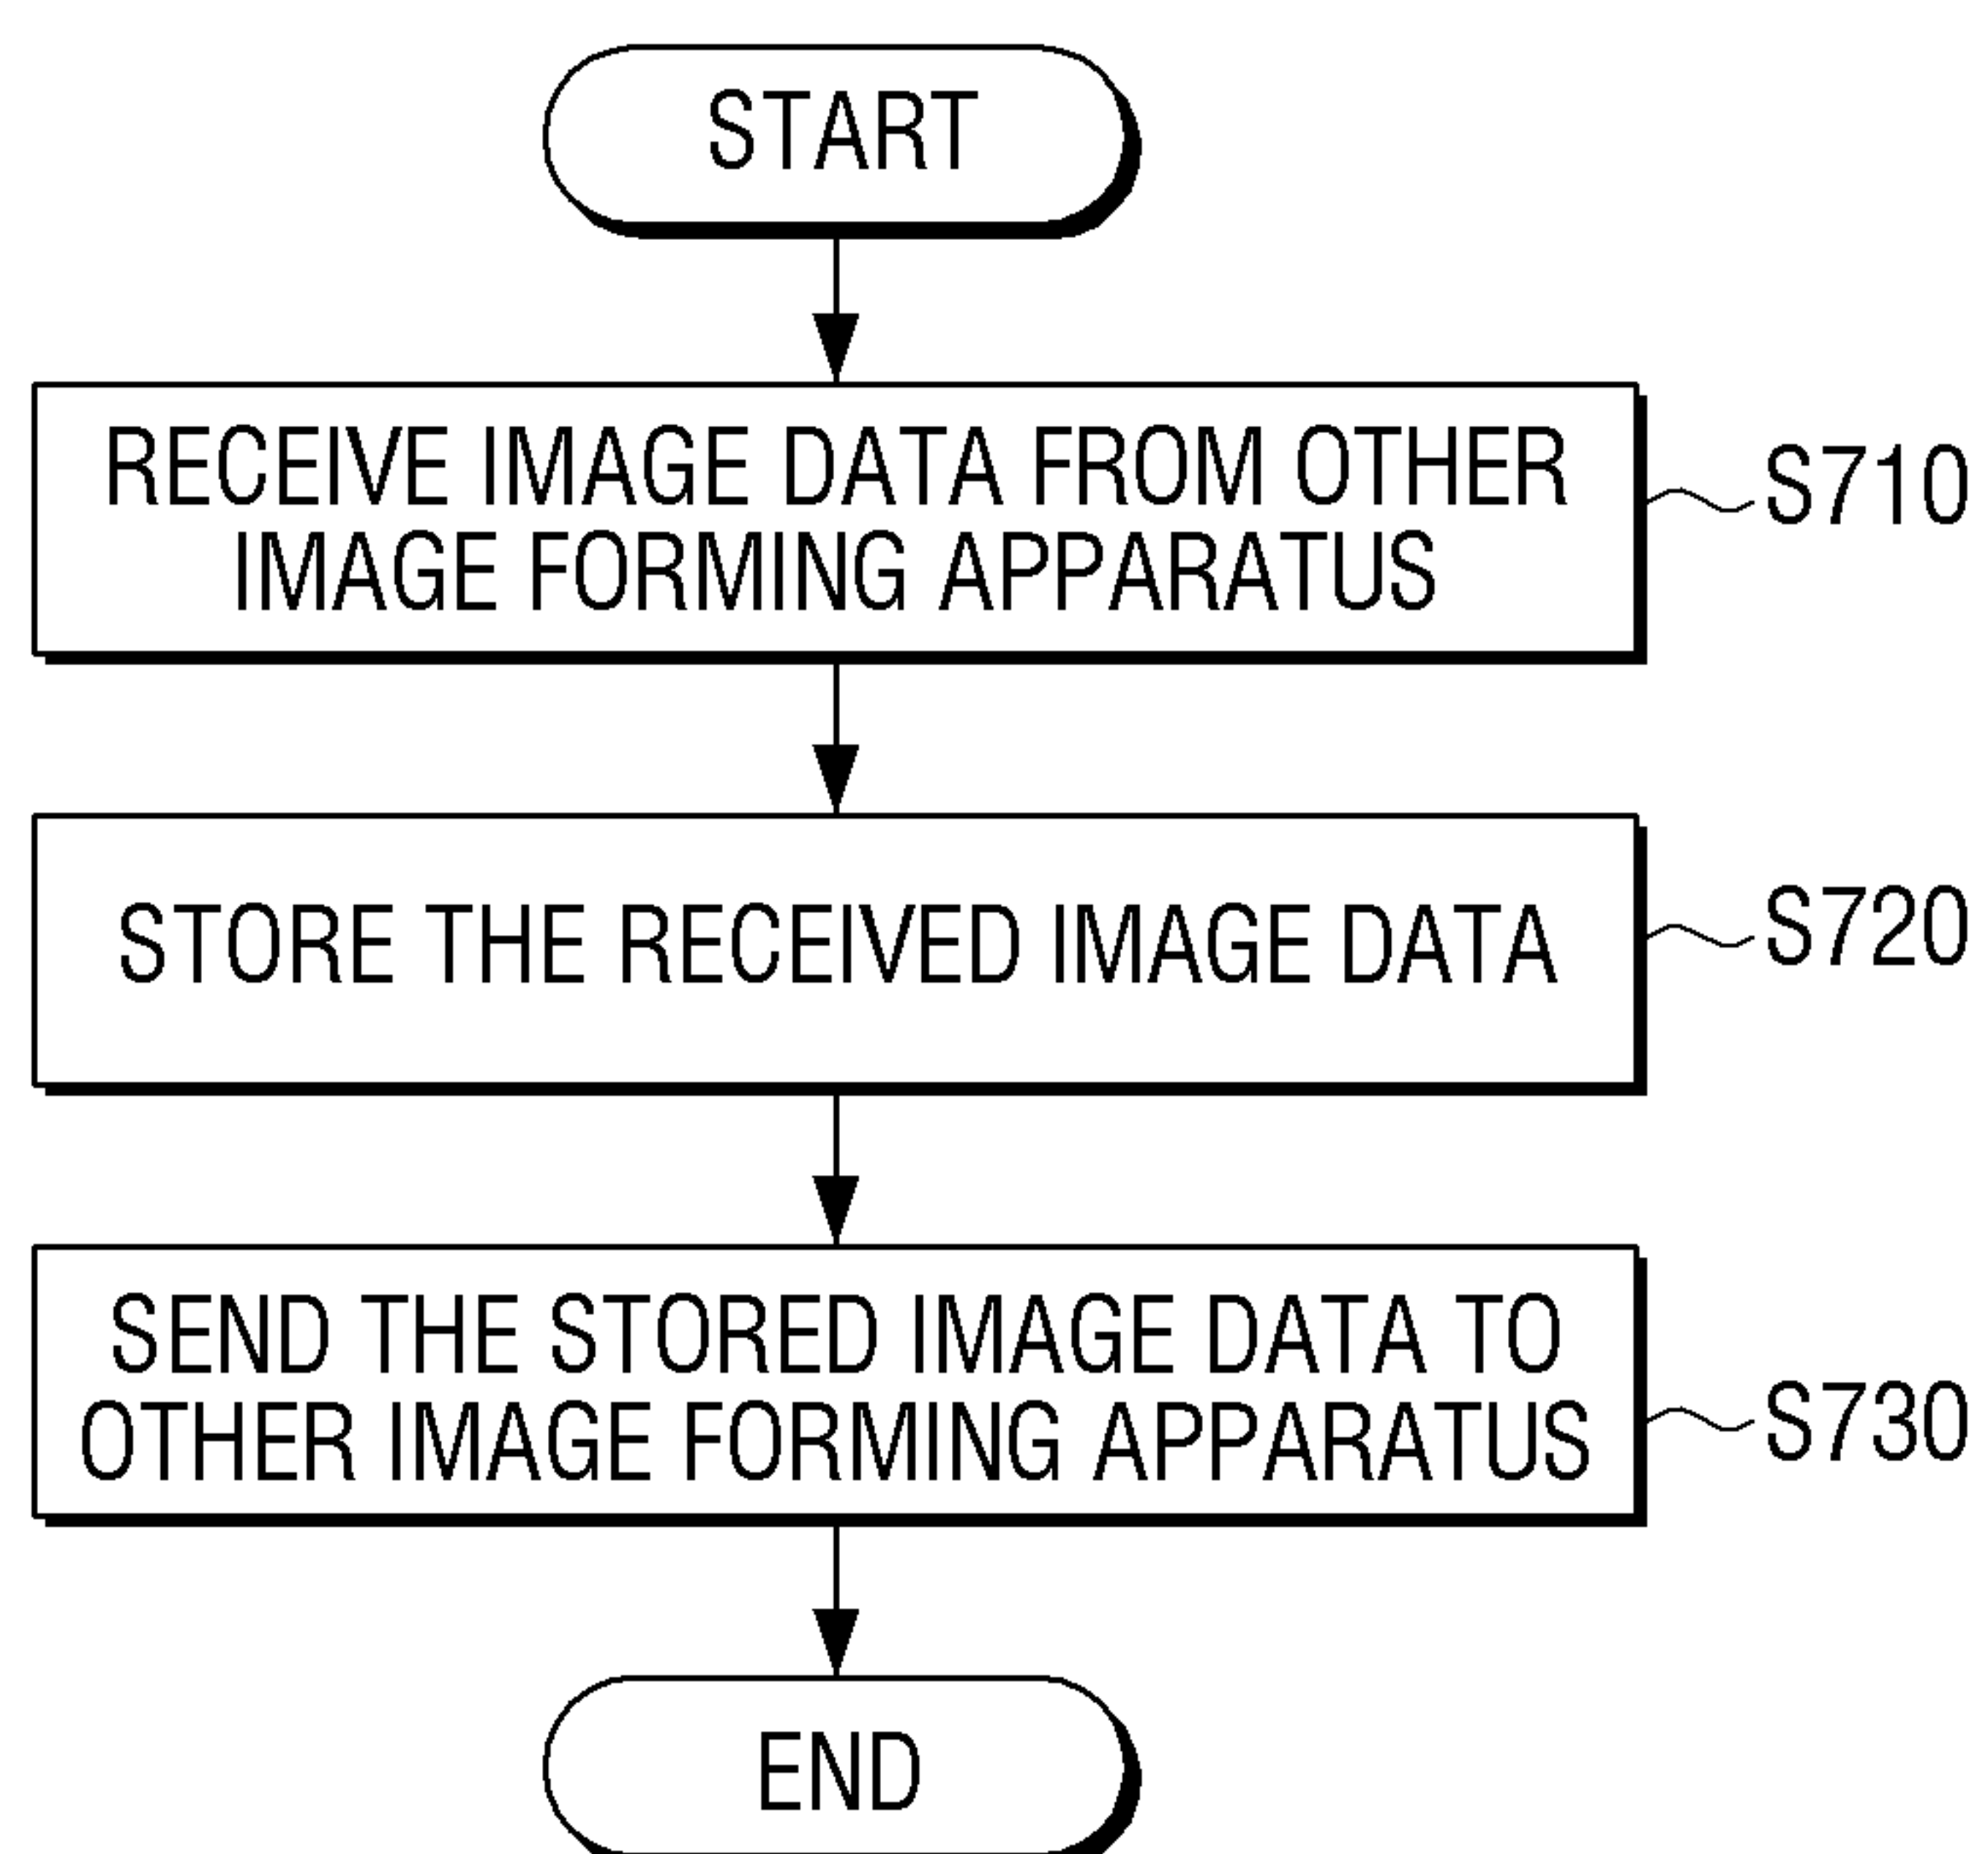 START
RECEIVE IMAGE DATA FROM OTHER
IMAGE FORMING APPARATUS
S710
STORE THE RECEIVED IMAGE DATA
S720
SEND THE STORED IMAGE DATA TO
OTHER IMAGE FORMING APPARATUS
S730
END